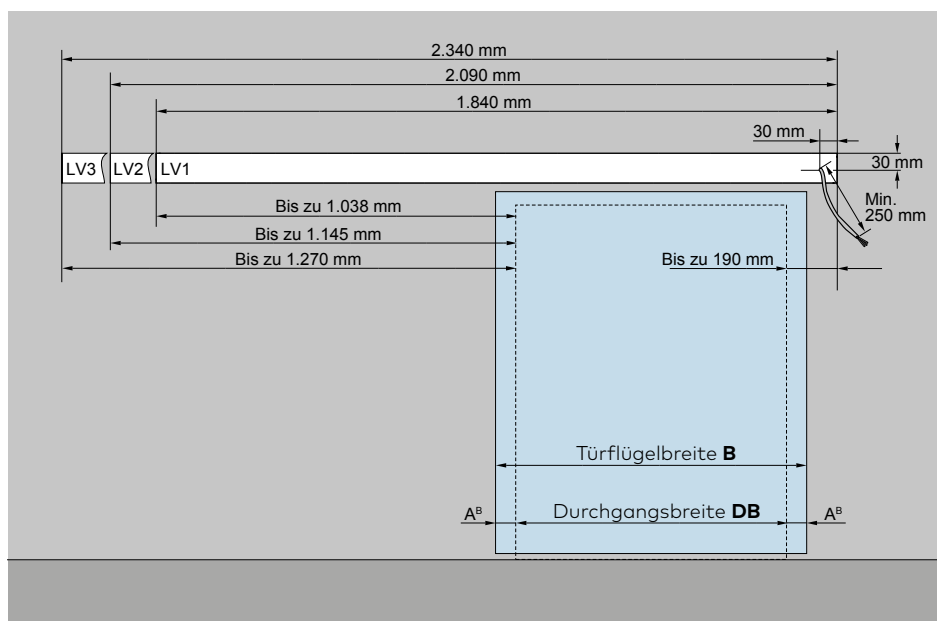 2.340 mm
2.090 mm
1.840 mm
30 mm
LV3
LV2
LV1
30 mm
Min.
250 mm
Bis zu 1.038 mm
Bis zu 1.145 mm
Bis zu 1.270 mm
Bis zu 190 mm
Türflügelbreite B
Aᴮ
Durchgangsbreite DB
Aᴮ